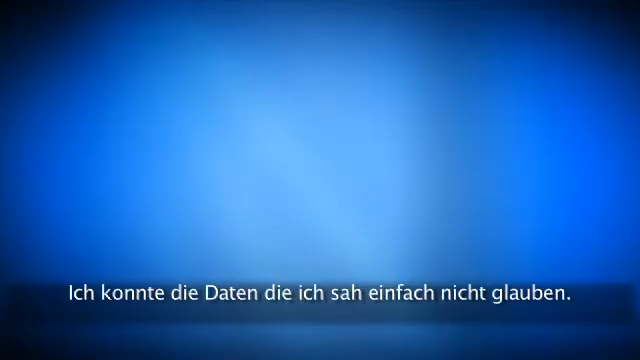 Ich konnte die Daten die ich sah einfach nicht glauben.